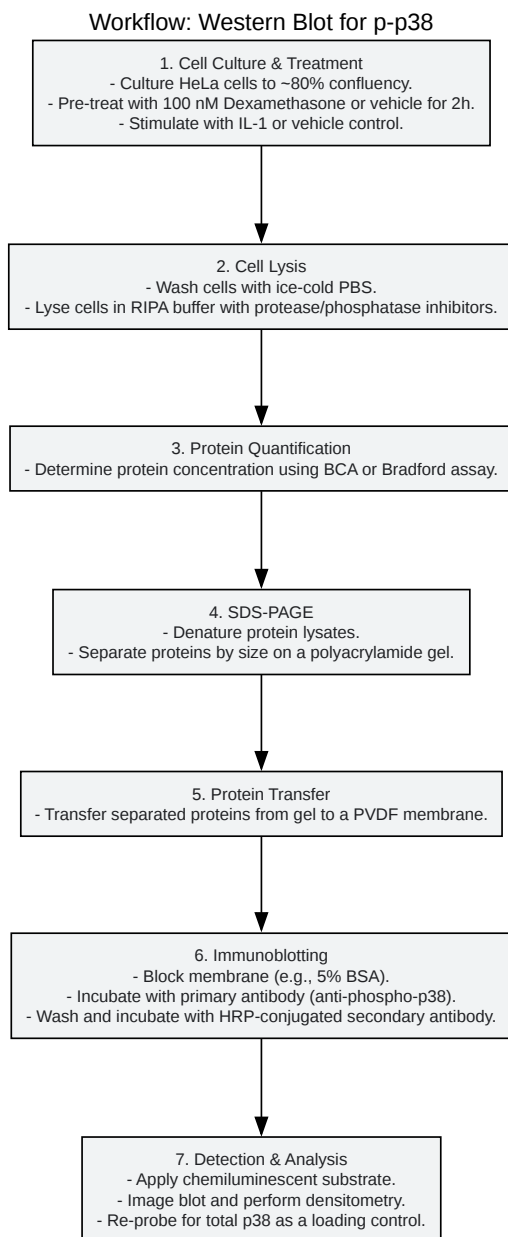 Workflow: Western Blot for p-p38
1. Cell Culture & Treatment
- Culture HeLa cells to ~80% confluency.
- Pre-treat with 100 nM Dexamethasone or vehicle for 2h.
- Stimulate with IL-1 or vehicle control.
2. Cell Lysis
- Wash cells with ice-cold PBS.
- Lyse cells in RIPA buffer with protease/phosphatase inhibitors.
3. Protein Quantification
- Determine protein concentration using BCA or Bradford assay.
4. SDS-PAGE
- Denature protein lysates.
- Separate proteins by size on a polyacrylamide gel.
5. Protein Transfer
- Transfer separated proteins from gel to a PVDF membrane.
6. Immunoblotting
- Block membrane (e.g., 5% BSA).
- Incubate with primary antibody (anti-phospho-p38).
- Wash and incubate with HRP-conjugated secondary antibody.
7. Detection & Analysis
- Apply chemiluminescent substrate.
- Image blot and perform densitometry.
- Re-probe for total p38 as a loading control.